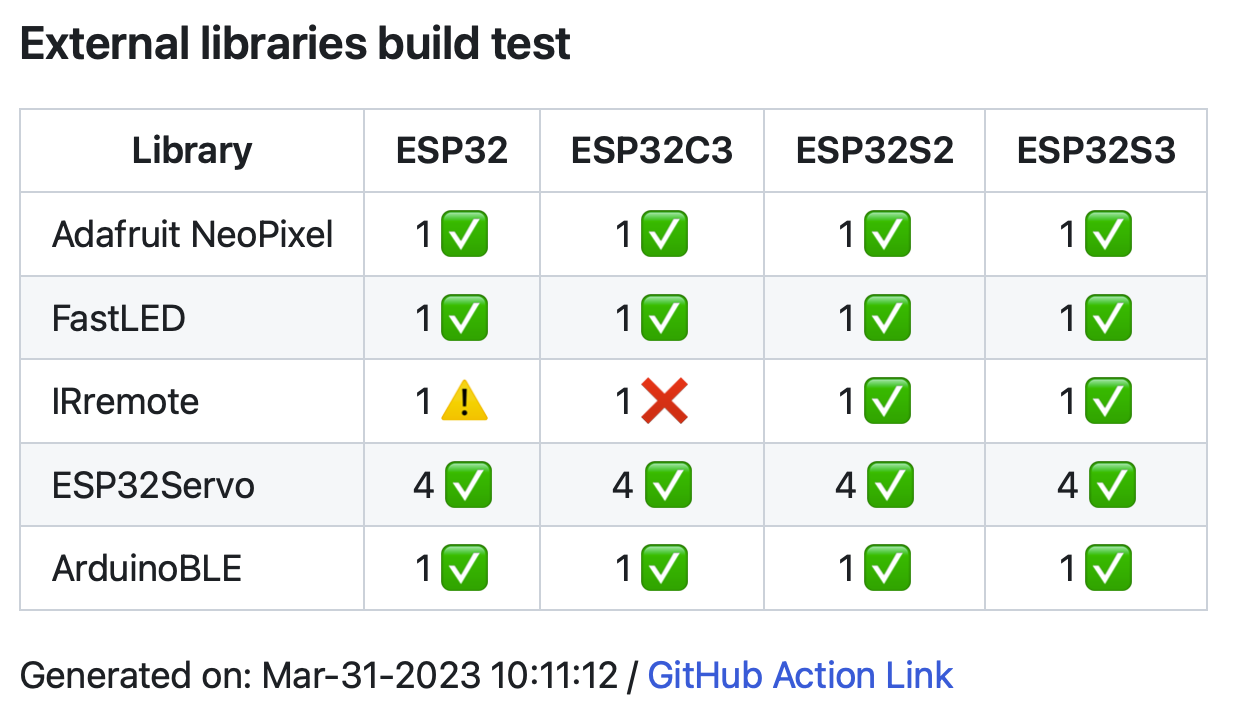 External libraries build test
Library ESP32 ESP32C3 ESP32S2 ESP32S3
Adafruit NeoPixel 1 ✅ 1 ✅ 1 ✅ 1 ✅
FastLED 1 ✅ 1 ✅ 1 ✅ 1 ✅
IRremote 1 ⚠️ 1 ❌ 1 ✅ 1 ✅
ESP32Servo 4 ✅ 4 ✅ 4 ✅ 4 ✅
ArduinoBLE 1 ✅ 1 ✅ 1 ✅ 1 ✅
Generated on: Mar-31-2023 10:11:12 / GitHub Action Link